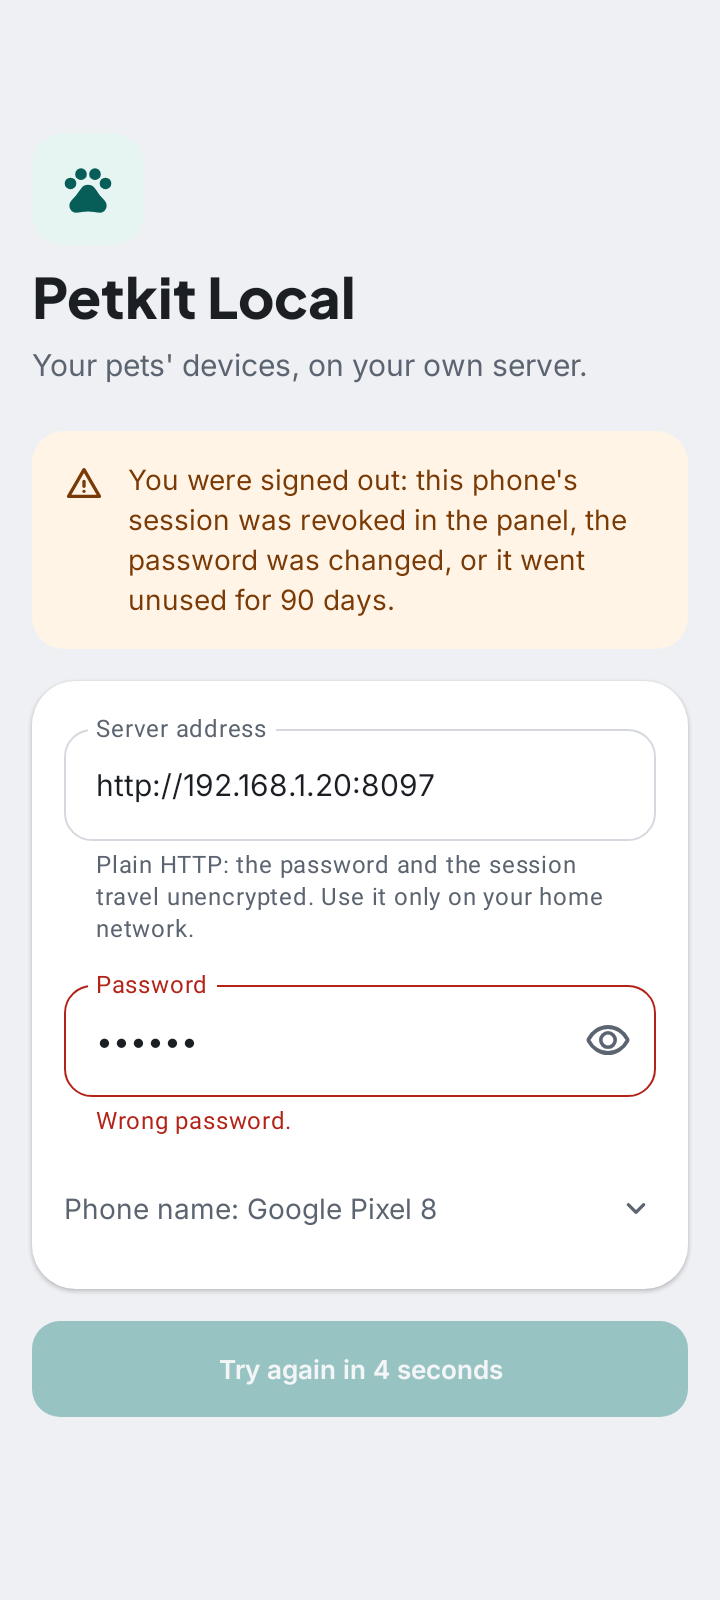 Petkit Local
Your pets' devices, on your own server.
You were signed out: this phone's
session was revoked in the panel, the
password was changed, or it went
unused for 90 days.
Server address
http://192.168.1.20:8097
Plain HTTP: the password and the session
travel unencrypted. Use it only on your home
network.
Password
••••••
Wrong password.
Phone name: Google Pixel 8
Try again in 4 seconds